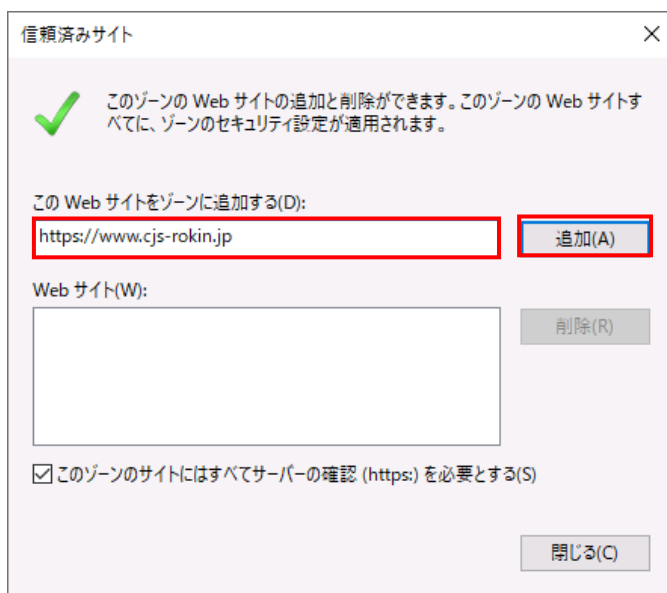 信頼済みサイト
このゾーンの Web サイトの追加と削除ができます。このゾーンの Web サイトす
べてに、ゾーンのセキュリティ設定が適用されます。
この Web サイトをゾーンに追加する(D):
https://www.cjs-rokin.jp
追加(A)
Web サイト(W):
削除(R)
このゾーンのサイトにはすべてサーバーの確認 (https:) を必要とする(S)
閉じる(C)